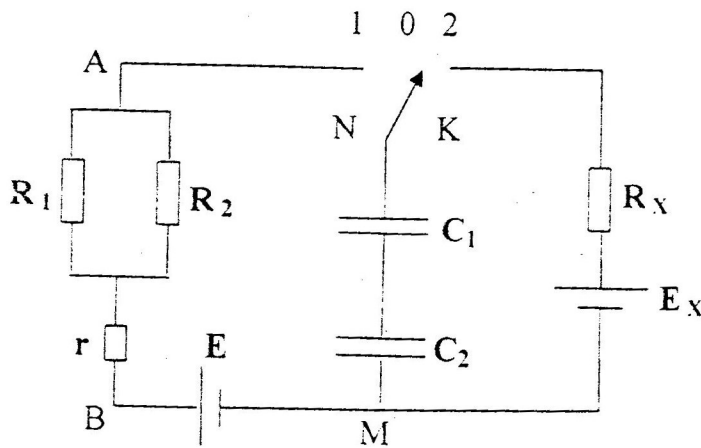 1 0 2
A
N K
R₁ R₂ Rₓ
C₁
Eₓ
r E C₂
B M